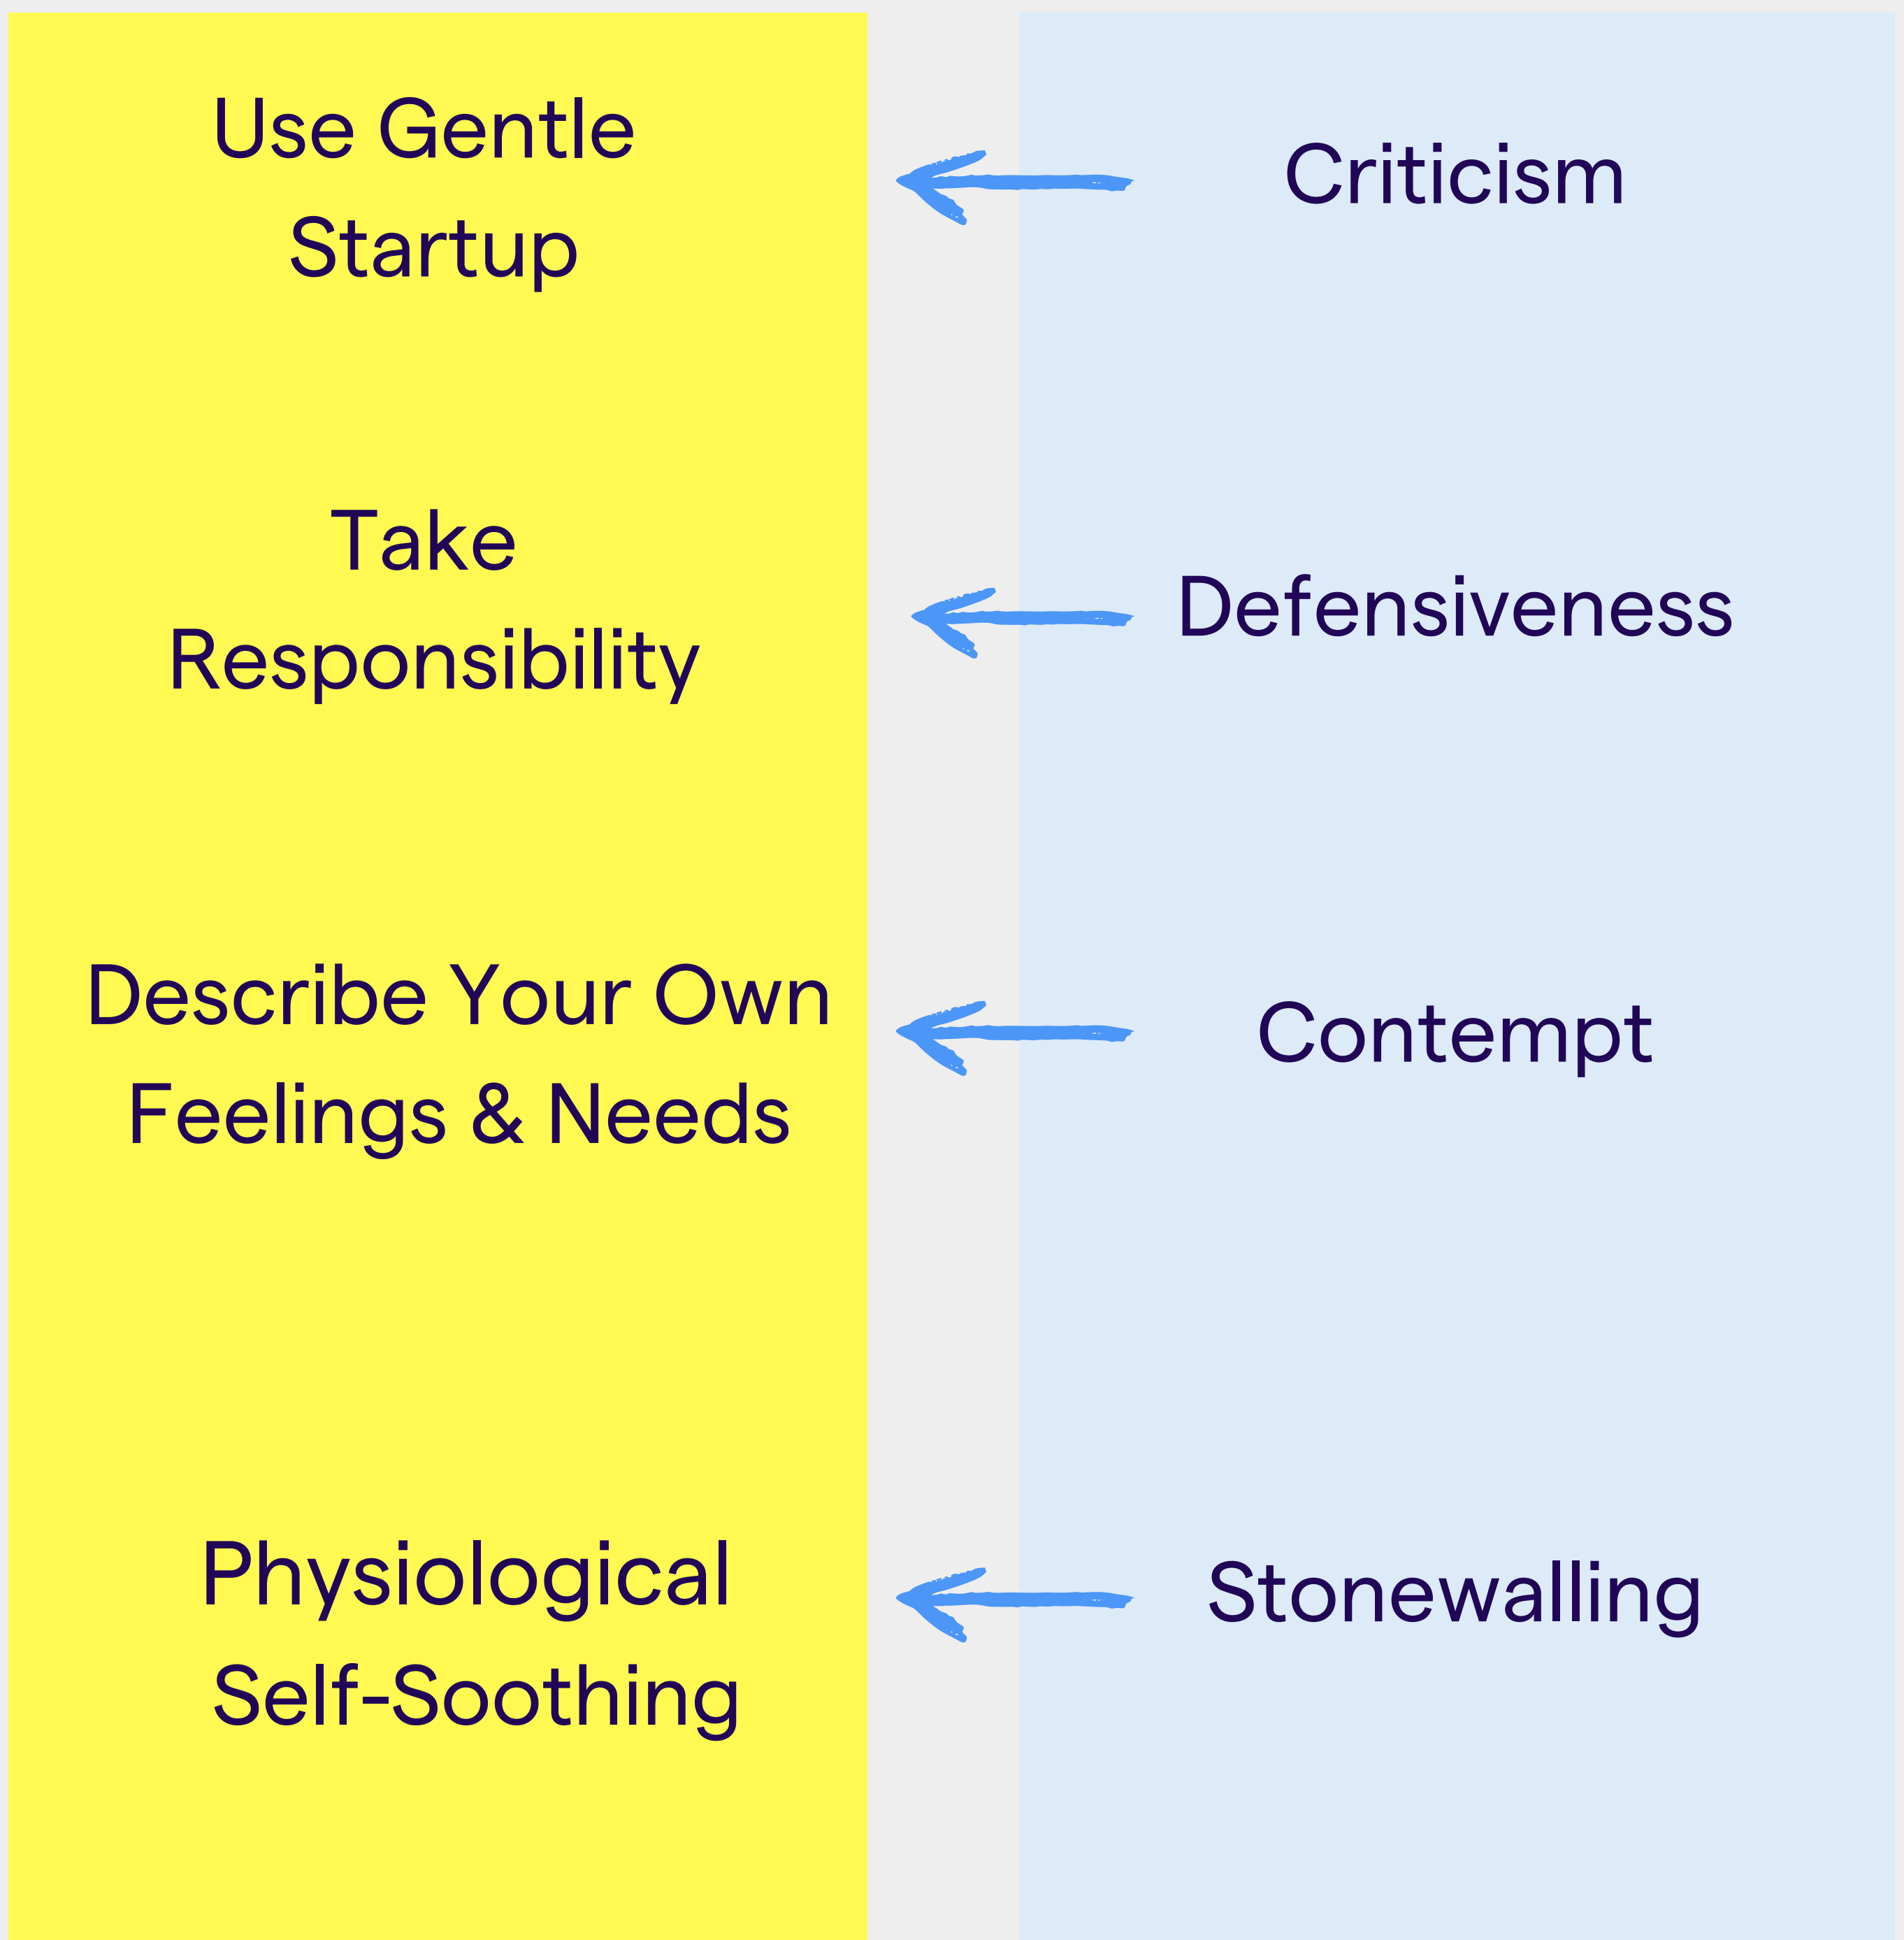 Use Gentle
Startup
Criticism
Take
Responsibility
Defensiveness
Describe Your Own
Feelings & Needs
Contempt
Physiological
Self-Soothing
Stonewalling